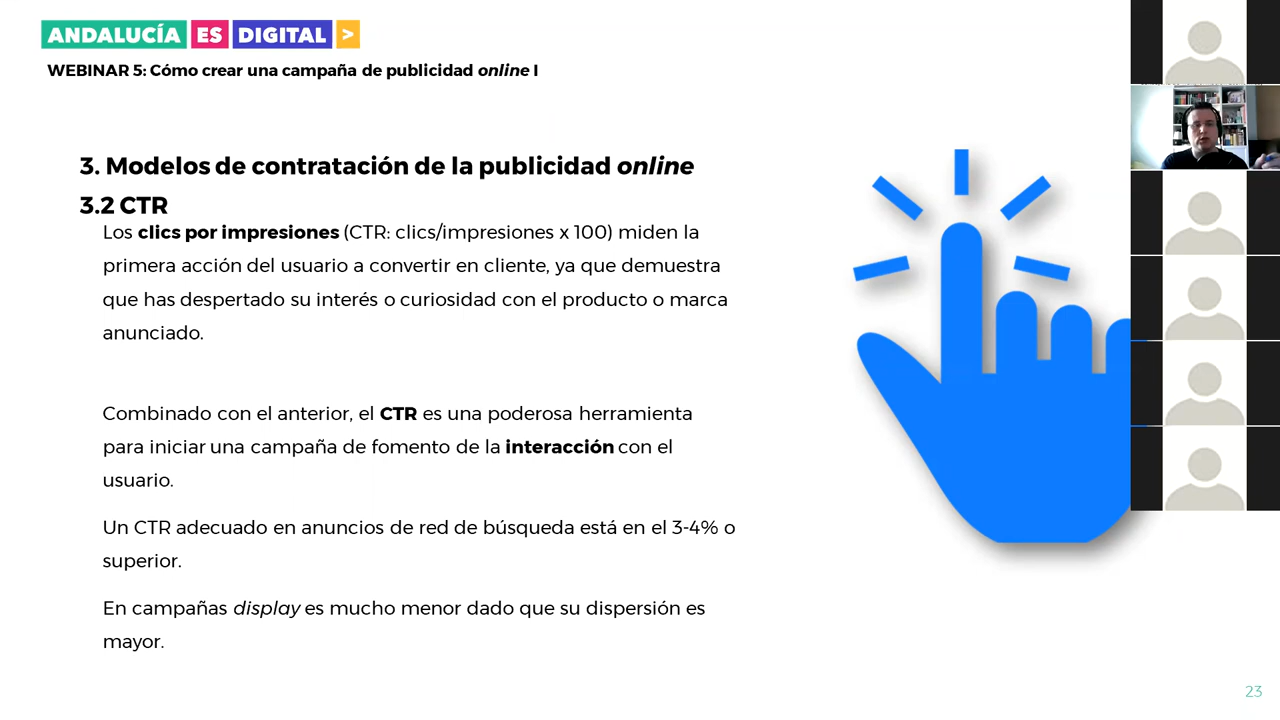 ANDALUCÍA ES DIGITAL >
WEBINAR 5: Cómo crear una campaña de publicidad online I
3. Modelos de contratación de la publicidad online
3.2 CTR
Los clics por impresiones (CTR: clics/impresiones x 100) miden la
primera acción del usuario a convertir en cliente, ya que demuestra
que has despertado su interés o curiosidad con el producto o marca
anunciado.
Combinado con el anterior, el CTR es una poderosa herramienta
para iniciar una campaña de fomento de la interacción con el
usuario.
Un CTR adecuado en anuncios de red de búsqueda está en el 3-4% o
superior.
En campañas display es mucho menor dado que su dispersión es
mayor.
23